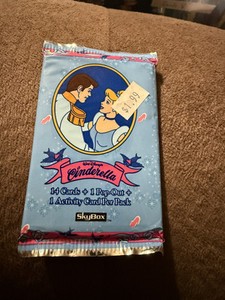 $1.99
Walt Disney's
Cinderella
14 Cards + 1 Pop-Out +
1 Activity Card Per Pack
SkyBox